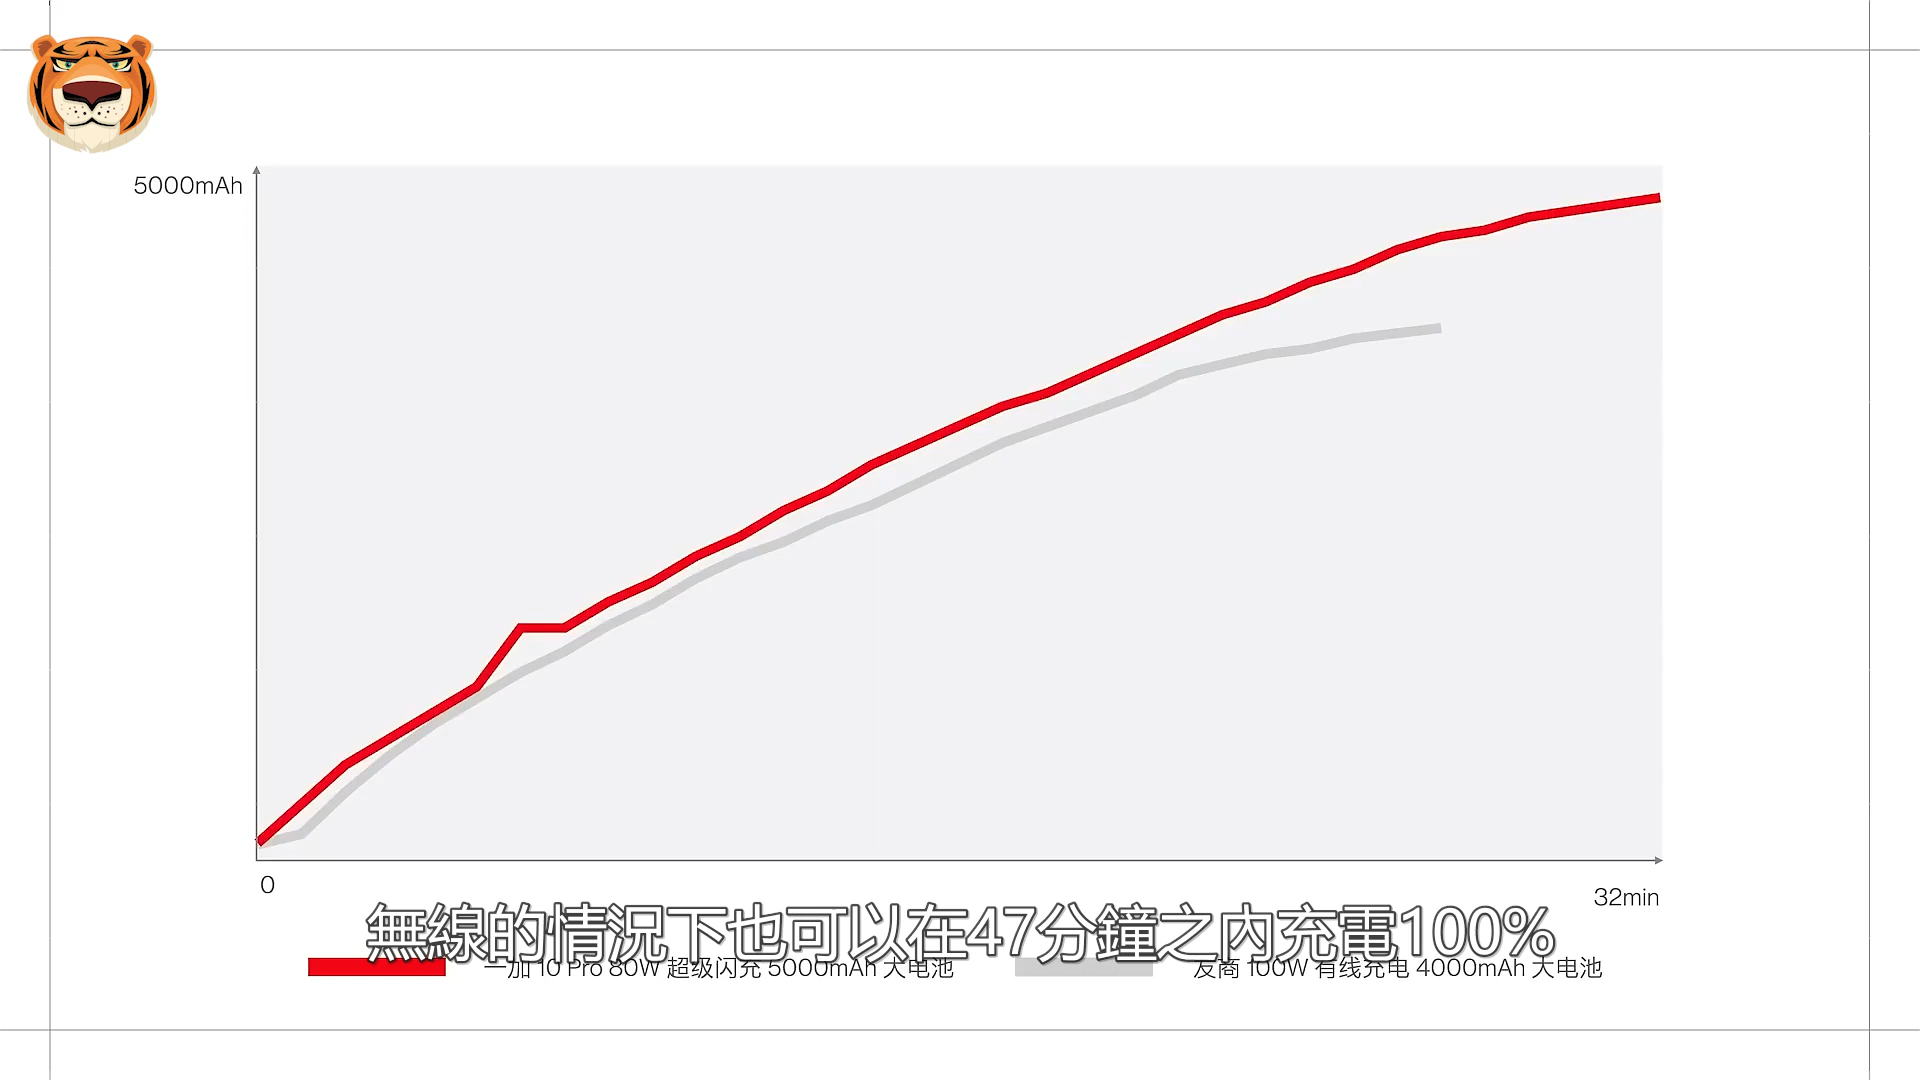 5000mAh
0
32min
無線的情況下也可以在47分鐘之內充電100%
一加 10 Pro 80W 超级闪充 5000mAh 大电池
友商 100W 有线充电 4000mAh 大电池